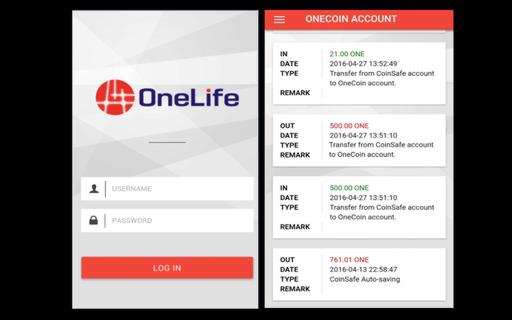 OneLife
USERNAME
PASSWORD
LOG IN
ONECOIN ACCOUNT
IN 21.00 ONE
DATE 2016-04-27 13:52:49
TYPE Transfer from CoinSafe account
to OneCoin account.
REMARK
OUT 500.00 ONE
DATE 2016-04-27 13:51:10
TYPE Transfer from CoinSafe account
REMARK to OneCoin account.
IN 500.00 ONE
DATE 2016-04-27 13:51:10
TYPE Transfer from CoinSafe account
to OneCoin account.
REMARK
OUT 761.01 ONE
DATE 2016-04-13 22:58:47
TYPE CoinSafe Auto-saving
REMARK